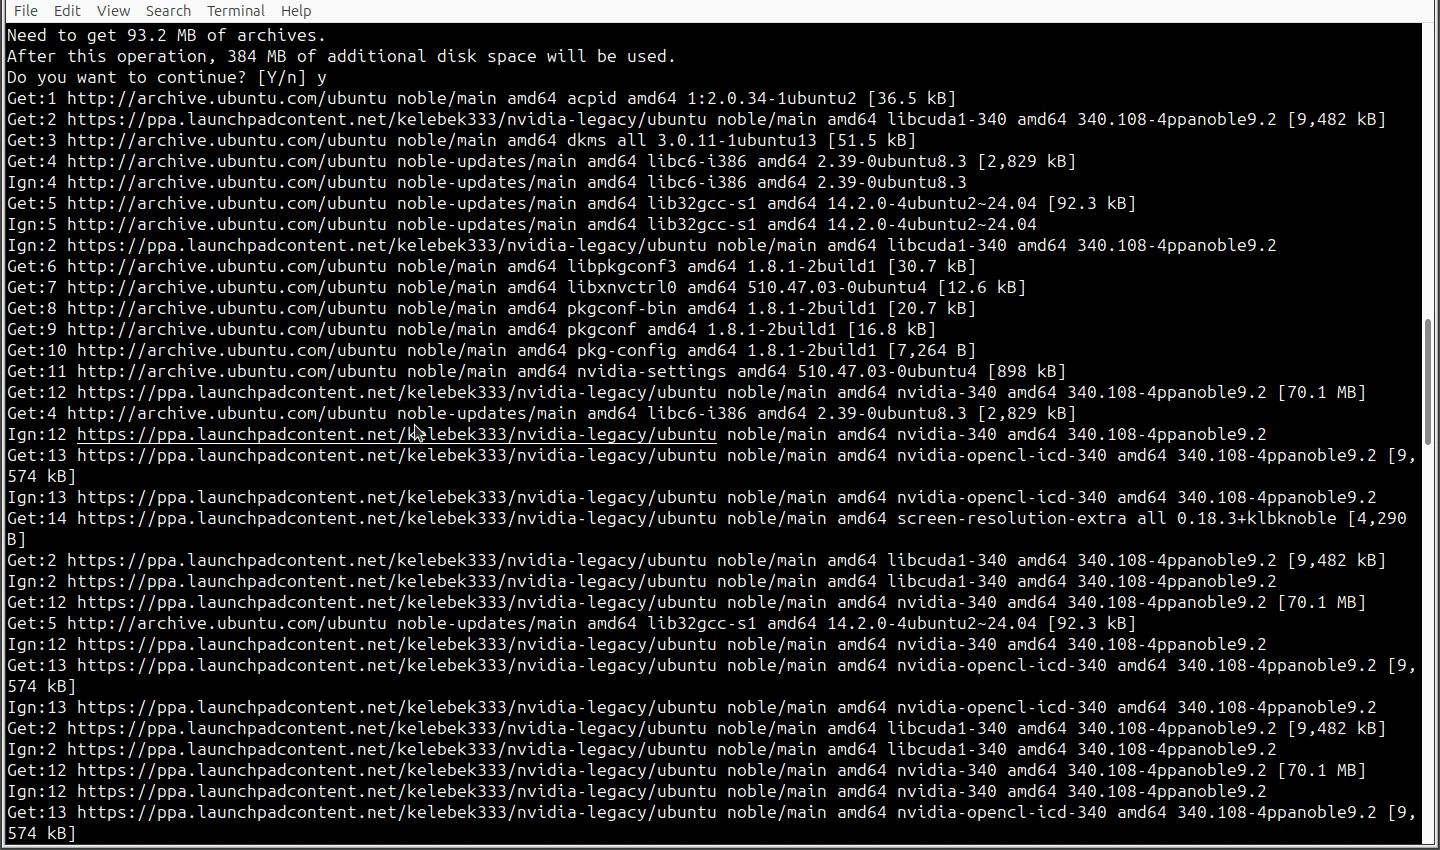 File Edit View Search Terminal Help
Need to get 93.2 MB of archives.
After this operation, 384 MB of additional disk space will be used.
Do you want to continue? [Y/n] y
Get:1 http://archive.ubuntu.com/ubuntu noble/main amd64 acpid amd64 1:2.0.34-1ubuntu2 [36.5 kB]
Get:2 https://ppa.launchpadcontent.net/kelebek333/nvidia-legacy/ubuntu noble/main amd64 libcuda1-340 amd64 340.108-4ppanoble9.2 [9,482 kB]
Get:3 http://archive.ubuntu.com/ubuntu noble/main amd64 dkms all 3.0.11-1ubuntu13 [51.5 kB]
Get:4 http://archive.ubuntu.com/ubuntu noble-updates/main amd64 libc6-i386 amd64 2.39-0ubuntu8.3 [2,829 kB]
Ign:4 http://archive.ubuntu.com/ubuntu noble-updates/main amd64 libc6-i386 amd64 2.39-0ubuntu8.3
Get:5 http://archive.ubuntu.com/ubuntu noble-updates/main amd64 lib32gcc-s1 amd64 14.2.0-4ubuntu2~24.04 [92.3 kB]
Ign:5 http://archive.ubuntu.com/ubuntu noble-updates/main amd64 lib32gcc-s1 amd64 14.2.0-4ubuntu2~24.04
Ign:2 https://ppa.launchpadcontent.net/kelebek333/nvidia-legacy/ubuntu noble/main amd64 libcuda1-340 amd64 340.108-4ppanoble9.2
Get:6 http://archive.ubuntu.com/ubuntu noble/main amd64 libpkgconf3 amd64 1.8.1-2build1 [30.7 kB]
Get:7 http://archive.ubuntu.com/ubuntu noble/main amd64 libxnvctrl0 amd64 510.47.03-0ubuntu4 [12.6 kB]
Get:8 http://archive.ubuntu.com/ubuntu noble/main amd64 pkgconf-bin amd64 1.8.1-2build1 [20.7 kB]
Get:9 http://archive.ubuntu.com/ubuntu noble/main amd64 pkgconf amd64 1.8.1-2build1 [16.8 kB]
Get:10 http://archive.ubuntu.com/ubuntu noble/main amd64 pkg-config amd64 1.8.1-2build1 [7,264 B]
Get:11 http://archive.ubuntu.com/ubuntu noble/main amd64 nvidia-settings amd64 510.47.03-0ubuntu4 [898 kB]
Get:12 https://ppa.launchpadcontent.net/kelebek333/nvidia-legacy/ubuntu noble/main amd64 nvidia-340 amd64 340.108-4ppanoble9.2 [70.1 MB]
Get:4 http://archive.ubuntu.com/ubuntu noble-updates/main amd64 libc6-i386 amd64 2.39-0ubuntu8.3 [2,829 kB]
Ign:12 https://ppa.launchpadcontent.net/kelebek333/nvidia-legacy/ubuntu noble/main amd64 nvidia-340 amd64 340.108-4ppanoble9.2
Get:13 https://ppa.launchpadcontent.net/kelebek333/nvidia-legacy/ubuntu noble/main amd64 nvidia-opencl-icd-340 amd64 340.108-4ppanoble9.2 [9,
574 kB]
Ign:13 https://ppa.launchpadcontent.net/kelebek333/nvidia-legacy/ubuntu noble/main amd64 nvidia-opencl-icd-340 amd64 340.108-4ppanoble9.2
Get:14 https://ppa.launchpadcontent.net/kelebek333/nvidia-legacy/ubuntu noble/main amd64 screen-resolution-extra all 0.18.3+klbknoble [4,290
B]
Get:2 https://ppa.launchpadcontent.net/kelebek333/nvidia-legacy/ubuntu noble/main amd64 libcuda1-340 amd64 340.108-4ppanoble9.2 [9,482 kB]
Ign:2 https://ppa.launchpadcontent.net/kelebek333/nvidia-legacy/ubuntu noble/main amd64 libcuda1-340 amd64 340.108-4ppanoble9.2
Get:12 https://ppa.launchpadcontent.net/kelebek333/nvidia-legacy/ubuntu noble/main amd64 nvidia-340 amd64 340.108-4ppanoble9.2 [70.1 MB]
Get:5 http://archive.ubuntu.com/ubuntu noble-updates/main amd64 lib32gcc-s1 amd64 14.2.0-4ubuntu2~24.04 [92.3 kB]
Ign:12 https://ppa.launchpadcontent.net/kelebek333/nvidia-legacy/ubuntu noble/main amd64 nvidia-340 amd64 340.108-4ppanoble9.2
Get:13 https://ppa.launchpadcontent.net/kelebek333/nvidia-legacy/ubuntu noble/main amd64 nvidia-opencl-icd-340 amd64 340.108-4ppanoble9.2 [9,
574 kB]
Ign:13 https://ppa.launchpadcontent.net/kelebek333/nvidia-legacy/ubuntu noble/main amd64 nvidia-opencl-icd-340 amd64 340.108-4ppanoble9.2
Get:2 https://ppa.launchpadcontent.net/kelebek333/nvidia-legacy/ubuntu noble/main amd64 libcuda1-340 amd64 340.108-4ppanoble9.2 [9,482 kB]
Ign:2 https://ppa.launchpadcontent.net/kelebek333/nvidia-legacy/ubuntu noble/main amd64 libcuda1-340 amd64 340.108-4ppanoble9.2
Get:12 https://ppa.launchpadcontent.net/kelebek333/nvidia-legacy/ubuntu noble/main amd64 nvidia-340 amd64 340.108-4ppanoble9.2 [70.1 MB]
Ign:12 https://ppa.launchpadcontent.net/kelebek333/nvidia-legacy/ubuntu noble/main amd64 nvidia-340 amd64 340.108-4ppanoble9.2
Get:13 https://ppa.launchpadcontent.net/kelebek333/nvidia-legacy/ubuntu noble/main amd64 nvidia-opencl-icd-340 amd64 340.108-4ppanoble9.2 [9,
574 kB]